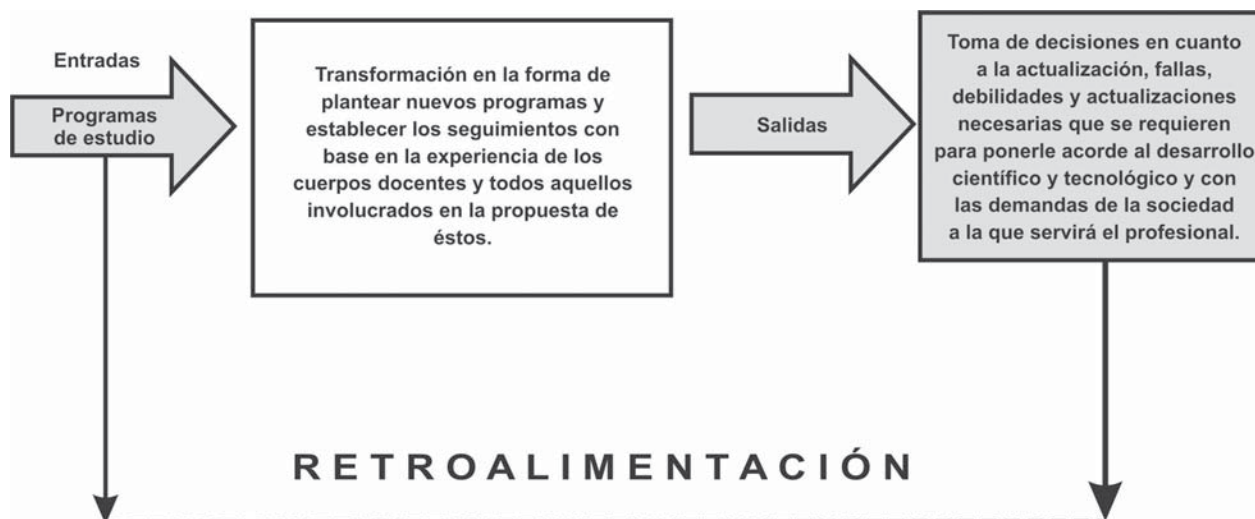 Entradas
Programas
de estudio
Transformación en la forma de
plantear nuevos programas y
establecer los seguimientos con
base en la experiencia de los
cuerpos docentes y todos aquellos
involucrados en la propuesta de
éstos.
Salidas
Toma de decisiones en cuanto
a la actualización, fallas,
debilidades y actualizaciones
necesarias que se requieren
para ponerle acorde al desarrollo
científico y tecnológico y con
las demandas de la sociedad
a la que servirá el profesional.
RETROALIMENTACIÓN